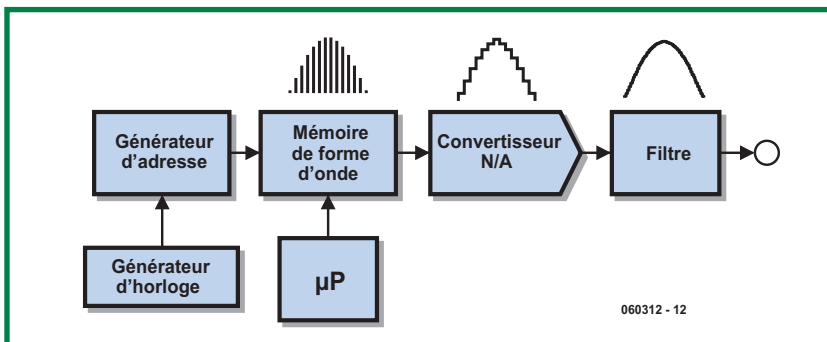 Générateur
d'adresse
Mémoire
de forme
d'onde
Convertisseur
N/A
Filtre
Générateur
d'horloge
µP
060312 - 12